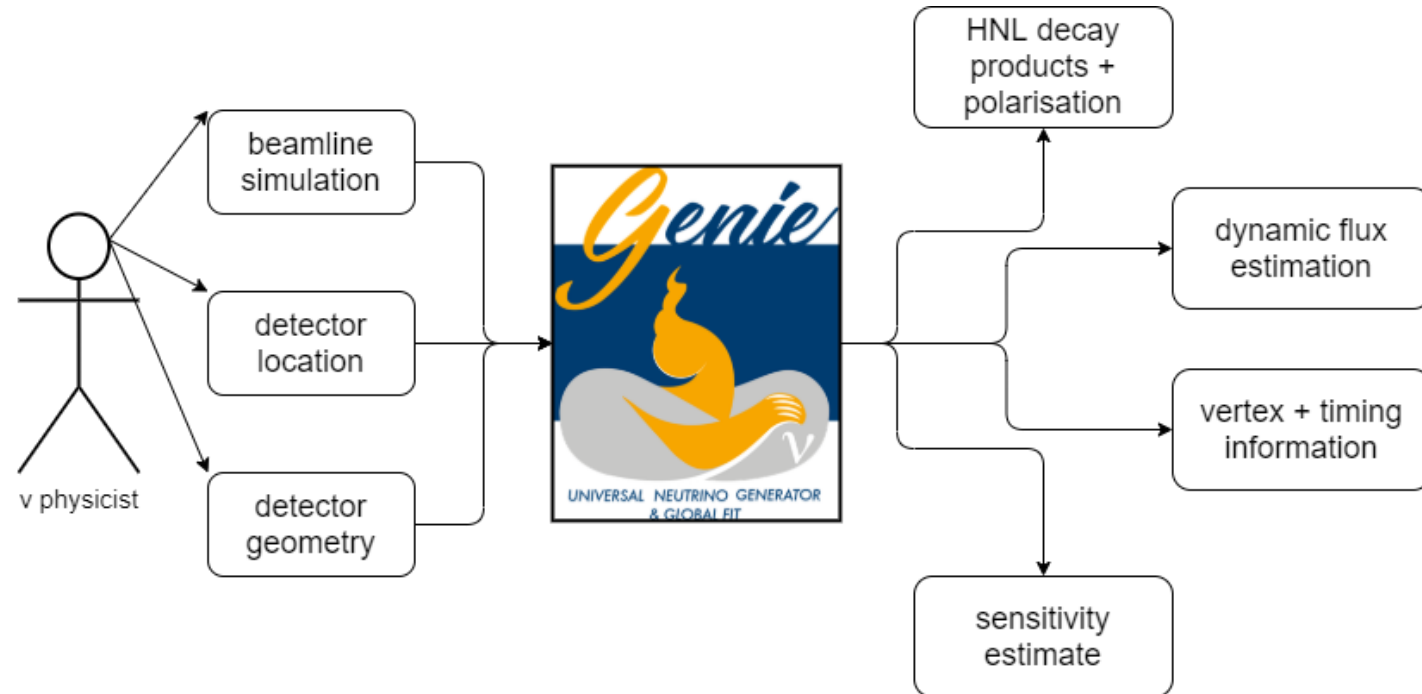 HNL decay
products +
polarisation
beamline
simulation
Genie
dynamic flux
estimation
detector
location
vertex + timing
information
ν
UNIVERSAL NEUTRINO GENERATOR
& GLOBAL FIT
v physicist
detector
geometry
sensitivity
estimate